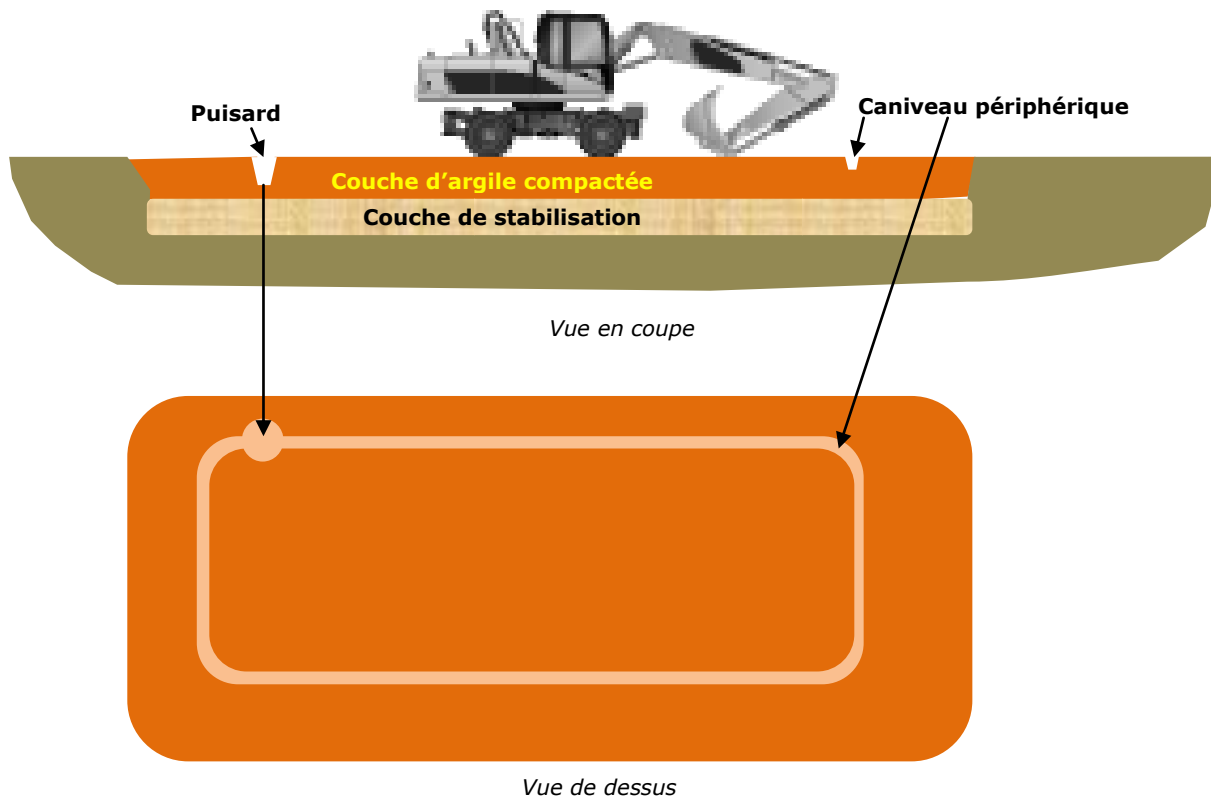 Puisard
Caniveau périphérique
Couche d’argile compactée
Couche de stabilisation
Vue en coupe
Vue de dessus